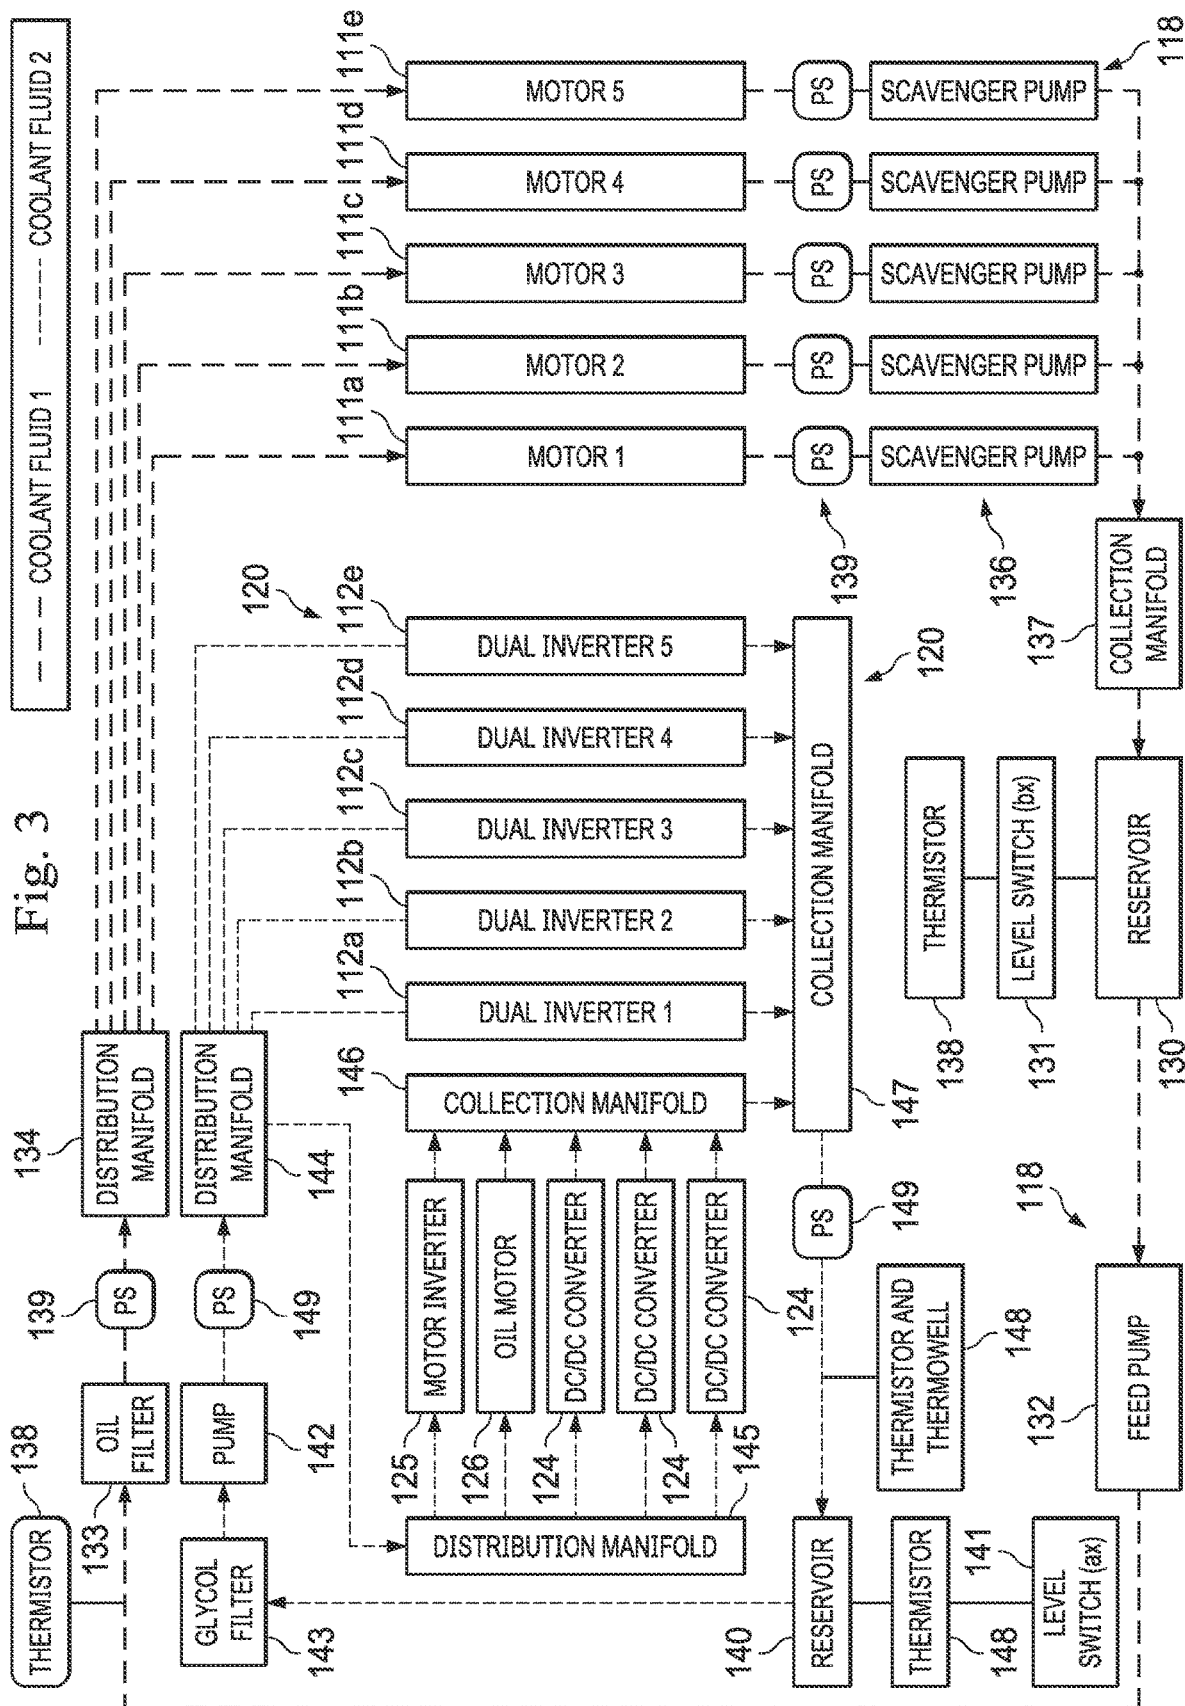 Fig. 3
COOLANT FLUID 1
COOLANT FLUID 2
THERMISTOR
138
OIL
FILTER
133
PS
139
DISTRIBUTION
MANIFOLD
134
GLYCOL
FILTER
143
PUMP
142
PS
149
DISTRIBUTION
MANIFOLD
144
MOTOR 1
111a
MOTOR 2
111b
MOTOR 3
111c
MOTOR 4
111d
MOTOR 5
111e
PS
PS
PS
PS
PS
139
SCAVENGER PUMP
SCAVENGER PUMP
SCAVENGER PUMP
SCAVENGER PUMP
SCAVENGER PUMP
136
118
120
DUAL INVERTER 1
112a
DUAL INVERTER 2
112b
DUAL INVERTER 3
112c
DUAL INVERTER 4
112d
DUAL INVERTER 5
112e
DISTRIBUTION MANIFOLD
145
MOTOR INVERTER
125
OIL MOTOR
126
DC/DC CONVERTER
124
DC/DC CONVERTER
124
DC/DC CONVERTER
124
COLLECTION MANIFOLD
146
COLLECTION MANIFOLD
147
120
PS
149
THERMISTOR AND
THERMOWELL
148
RESERVOIR
140
THERMISTOR
148
LEVEL
SWITCH (ax)
141
COLLECTION
MANIFOLD
137
THERMISTOR
138
LEVEL SWITCH (bx)
131
RESERVOIR
130
118
FEED PUMP
132